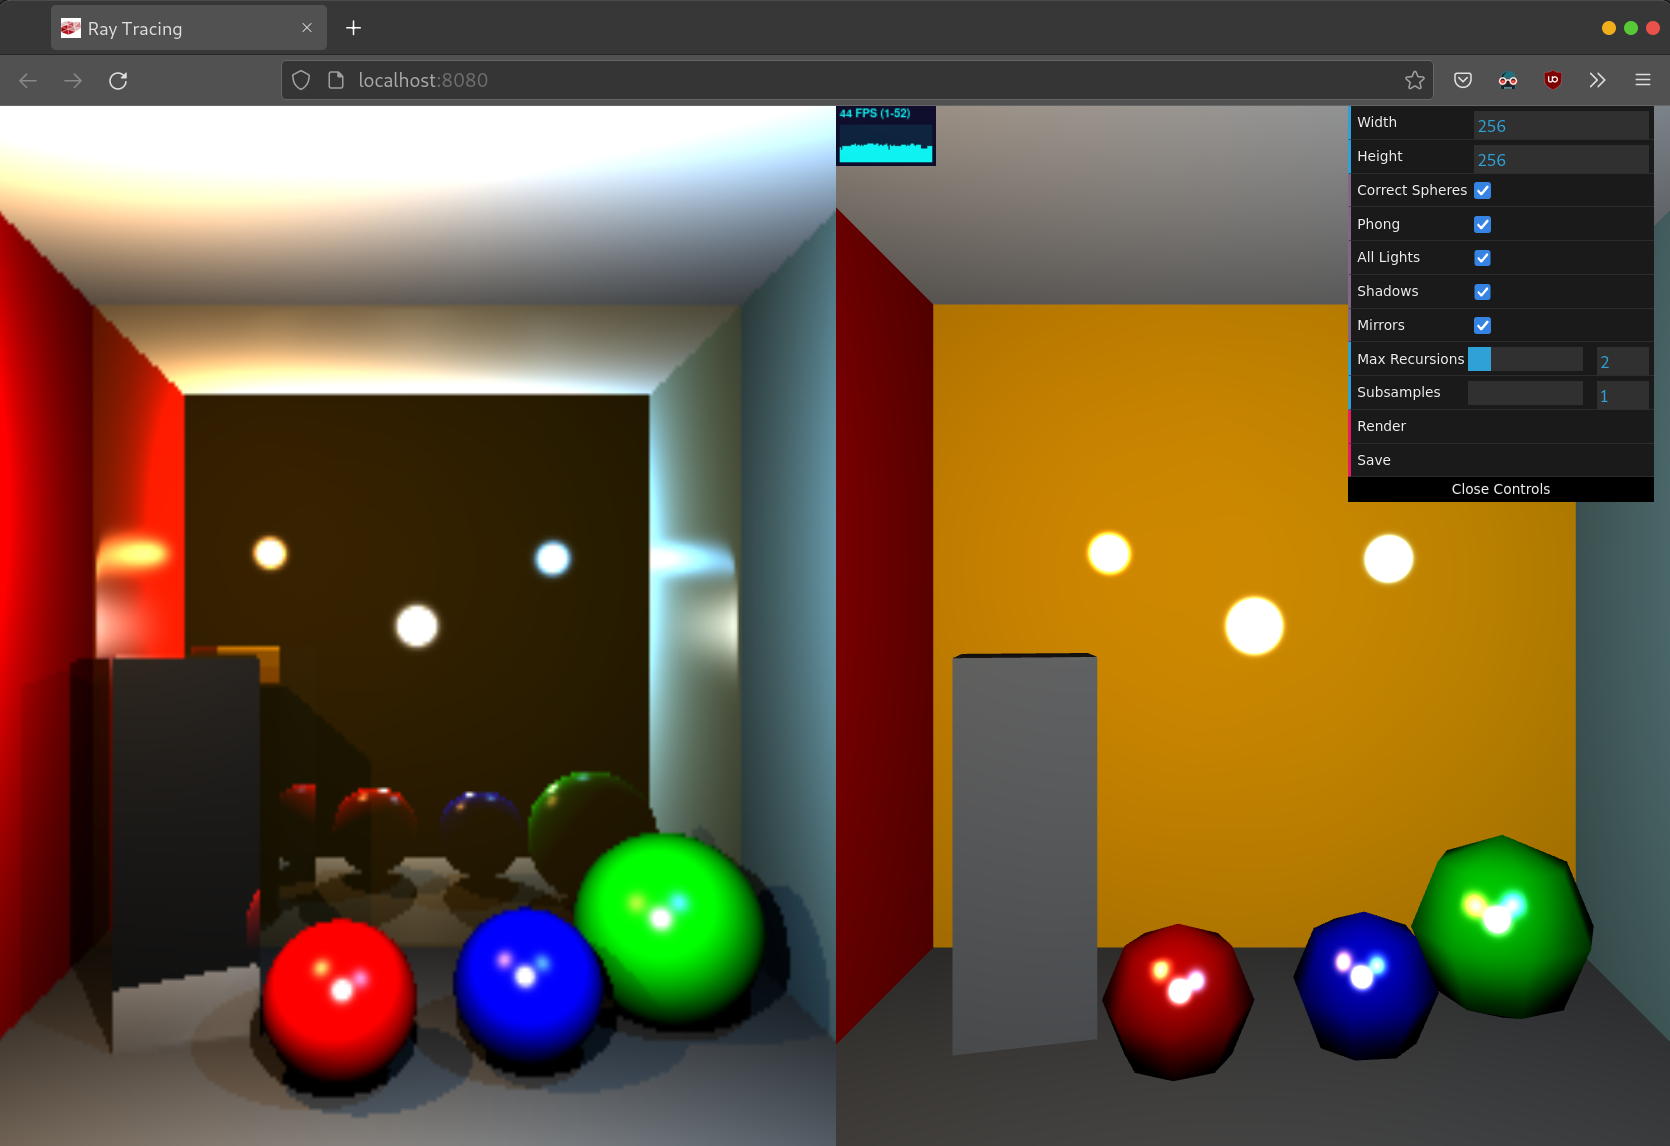 Ray Tracing
localhost:8080
44 FPS (1-52)
Width 256
Height 256
Correct Spheres
Phong
All Lights
Shadows
Mirrors
Max Recursions 2
Subsamples 1
Render
Save
Close Controls